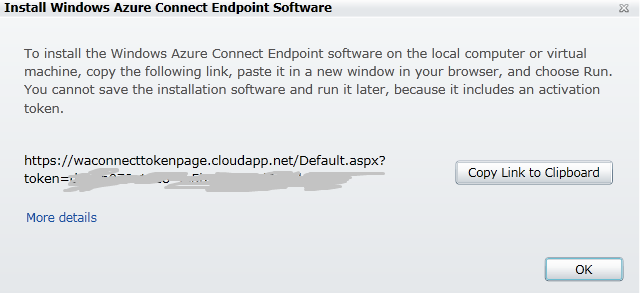 Install Windows Azure Connect Endpoint Software
To install the Windows Azure Connect Endpoint software on the local computer or virtual
machine, copy the following link, paste it in a new window in your browser, and choose Run.
You cannot save the installation software and run it later, because it includes an activation
token.
https://waconnecttokenpage.cloudapp.net/Default.aspx?
token=
Copy Link to Clipboard
More details
OK